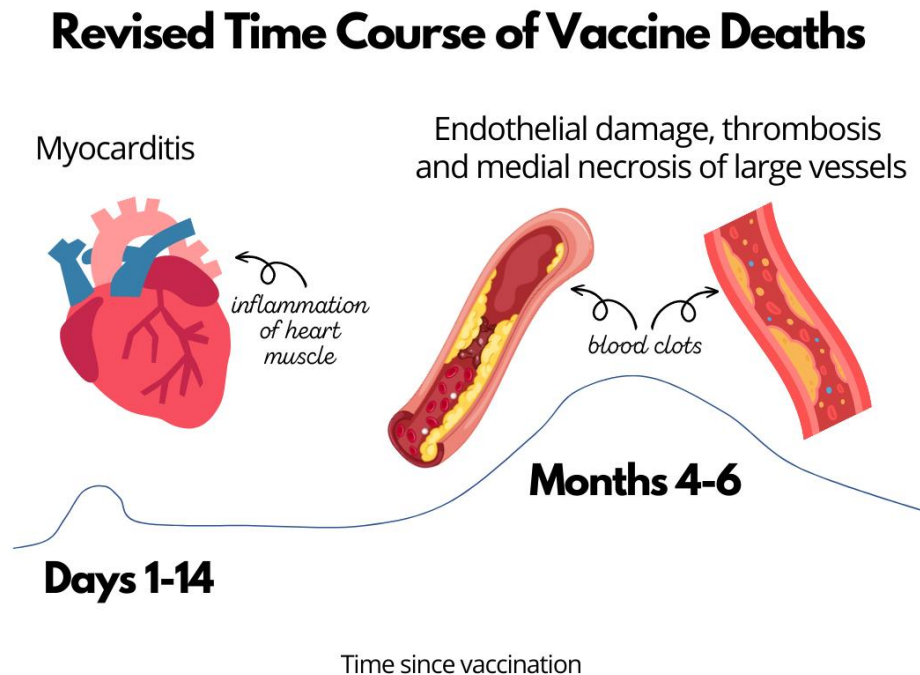 Revised Time Course of Vaccine Deaths
Myocarditis
Endothelial damage, thrombosis
and medial necrosis of large vessels
inflammation
of heart
muscle
blood clots
Months 4-6
Days 1-14
Time since vaccination